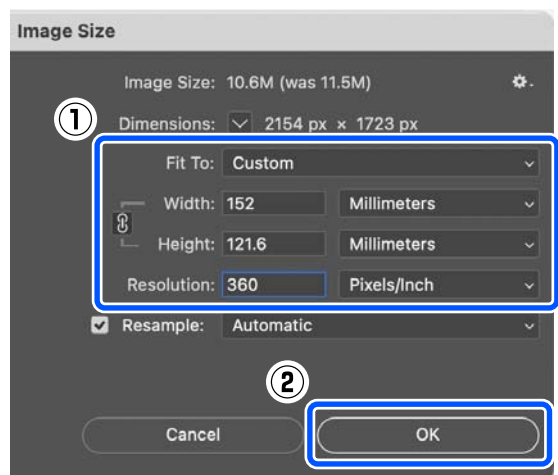 Image Size
Image Size: 10.6M (was 11.5M)
①
Dimensions: 2154 px × 1723 px
Fit To: Custom
Width: 152 Millimeters
Height: 121.6 Millimeters
Resolution: 360 Pixels/Inch
Resample: Automatic
②
Cancel OK